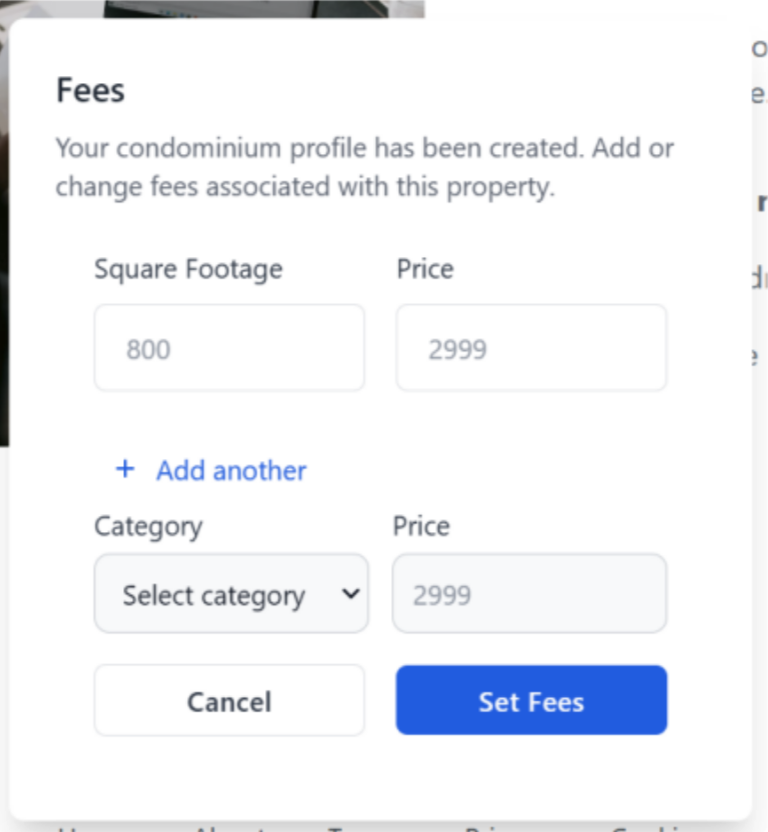 Fees
Your condominium profile has been created. Add or
change fees associated with this property.
Square Footage Price
800 2999
+ Add another
Category Price
Select category 2999
Cancel Set Fees